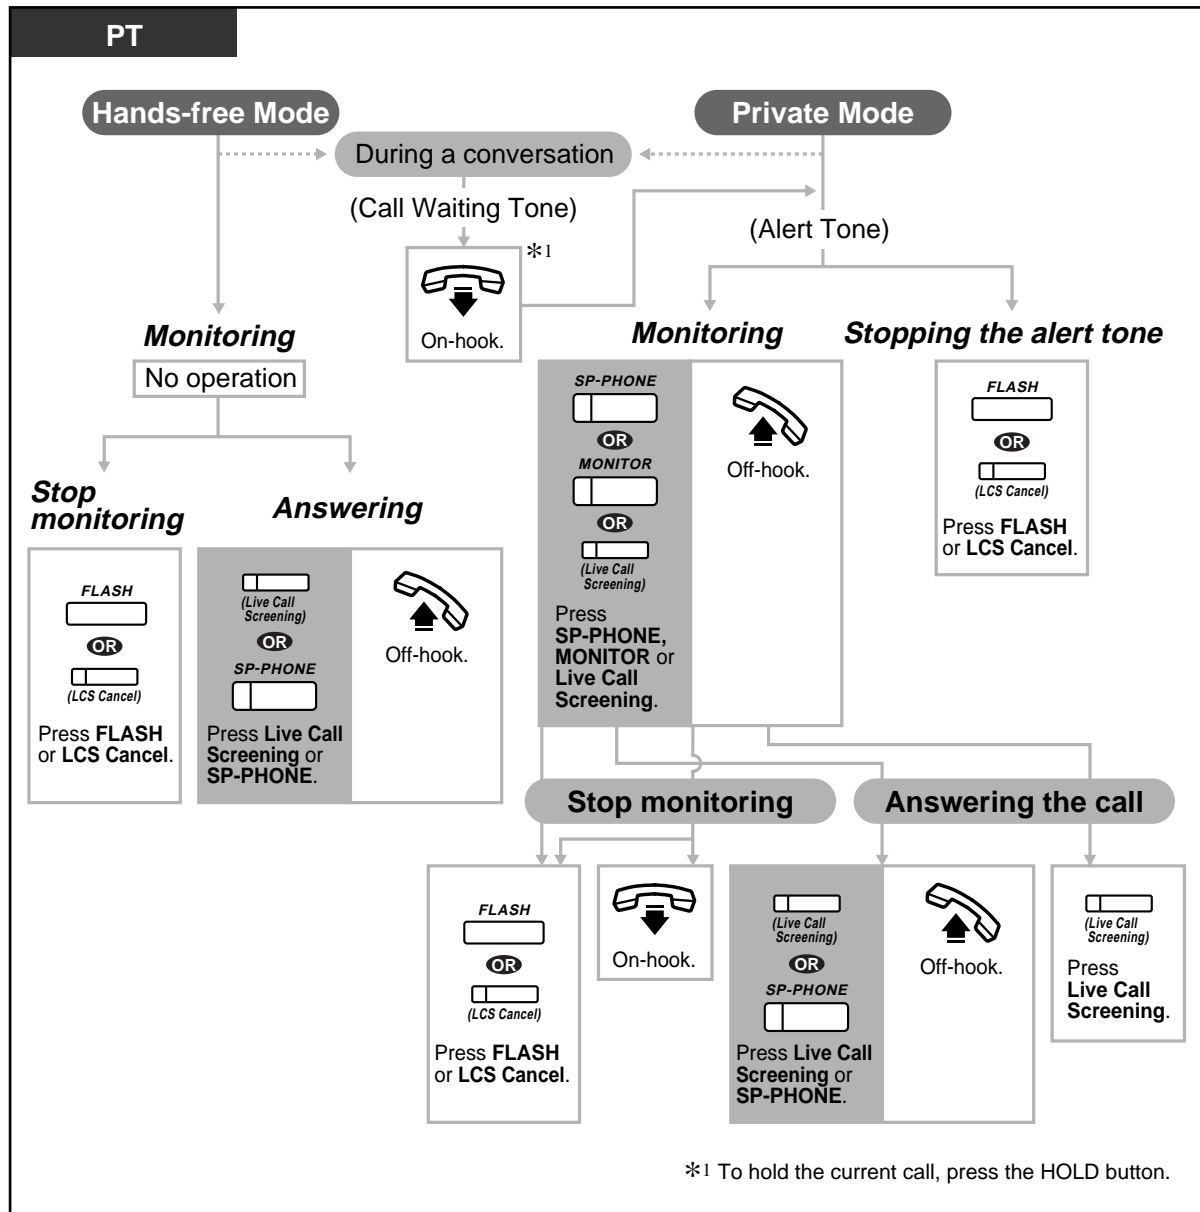 PT
Hands-free Mode
Private Mode
During a conversation
(Call Waiting Tone)
(Alert Tone)
*1
On-hook.
Monitoring
No operation
Monitoring
Stopping the alert tone
SP-PHONE
OR
MONITOR
OR
(Live Call
Screening)
Press
SP-PHONE,
MONITOR or
Live Call
Screening.
Off-hook.
FLASH
OR
(LCS Cancel)
Press FLASH
or LCS Cancel.
Stop
monitoring
Answering
FLASH
OR
(LCS Cancel)
Press FLASH
or LCS Cancel.
(Live Call
Screening)
OR
SP-PHONE
Press Live Call
Screening or
SP-PHONE.
Off-hook.
Stop monitoring
Answering the call
FLASH
OR
(LCS Cancel)
Press FLASH
or LCS Cancel.
On-hook.
(Live Call
Screening)
OR
SP-PHONE
Press Live Call
Screening or
SP-PHONE.
Off-hook.
(Live Call
Screening)
Press
Live Call
Screening.
*1 To hold the current call, press the HOLD button.